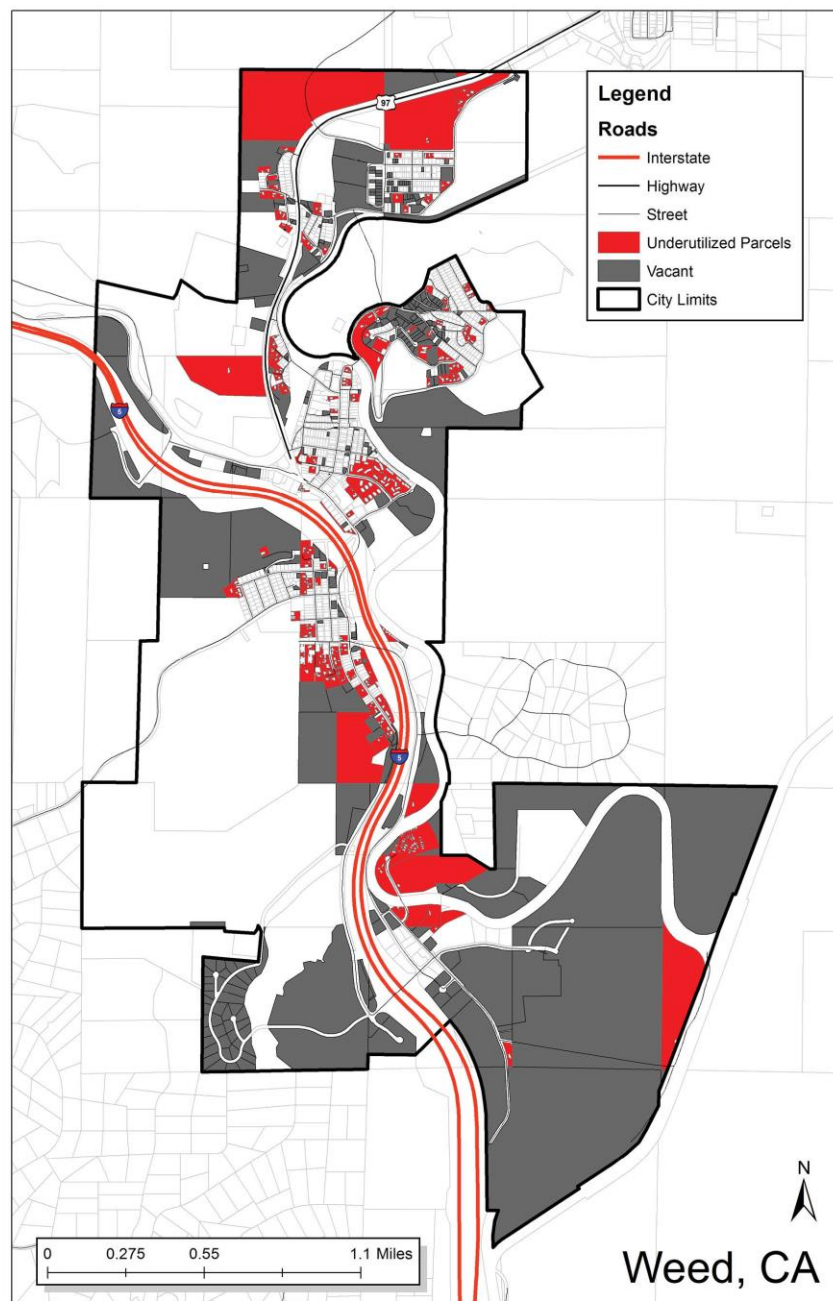 97
Legend
Roads
Interstate
Highway
Street
Underutilized Parcels
Vacant
City Limits
5
5
N
0 0.275 0.55 1.1 Miles
Weed, CA